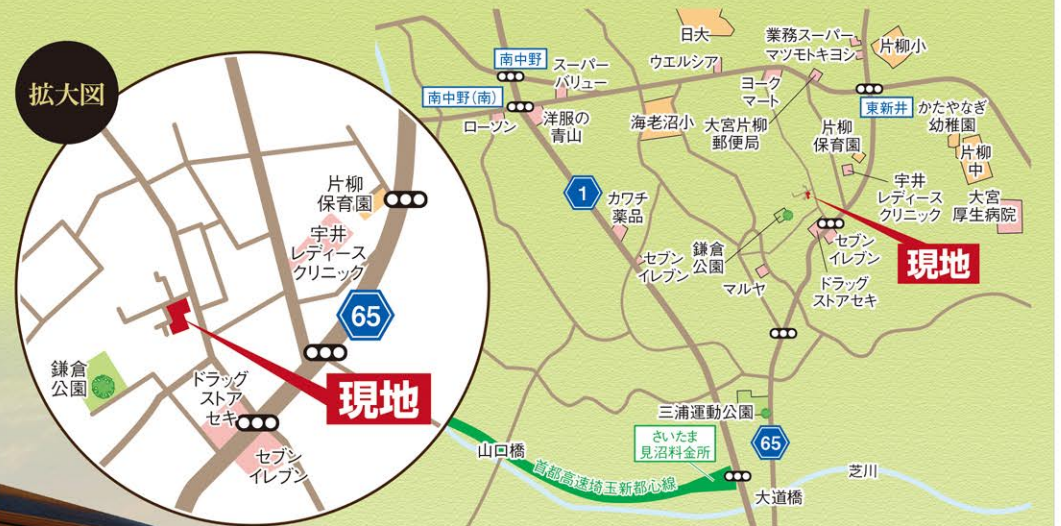 拡大図
片柳
保育園
宇井
レディース
クリニック
65
鎌倉
公園
現地
ドラッグ
ストア
セキ
セブン
イレブン
日大
業務スーパー
マツモトキヨシ
片柳小
南中野
スーパー
バリュー
ウエルシア
ヨーク
マート
南中野(南)
ローソン
洋服の
青山
海老沼小
大宮片柳
郵便局
東新井
かたやなぎ
幼稚園
片柳
保育園
片柳
中
宇井
レディース
クリニック
大宮
厚生病院
1
カワチ
薬品
鎌倉
公園
セブン
イレブン
現地
セブン
イレブン
マルヤ
ドラッグ
ストアセキ
三浦運動公園
さいたま
見沼料金所
65
山口橋
首都高速埼玉新都心線
芝川
大道橋